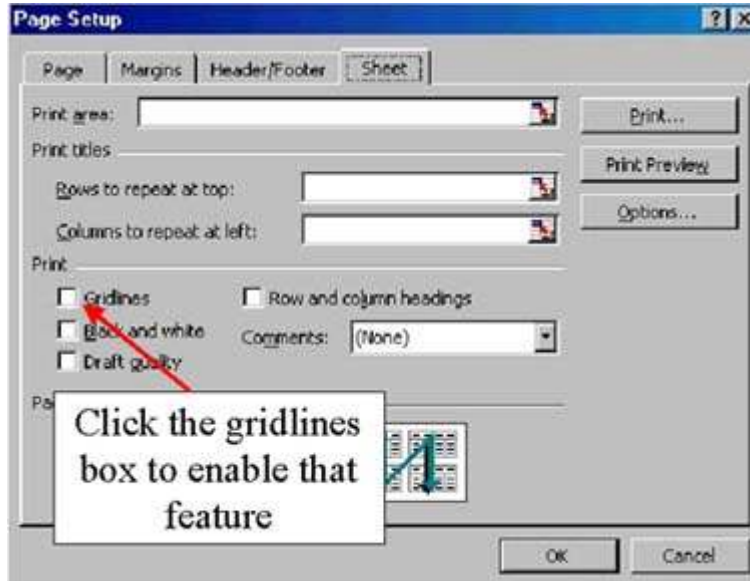 Page Setup
Page Margins Header/Footer Sheet
Print area:
Print...
Print titles
Print Preview
Rows to repeat at top:
Options...
Columns to repeat at left:
Print
Gridlines Row and column headings
Black and white Comments: (None)
Draft quality
Pa
Click the gridlines
box to enable that
feature
OK Cancel